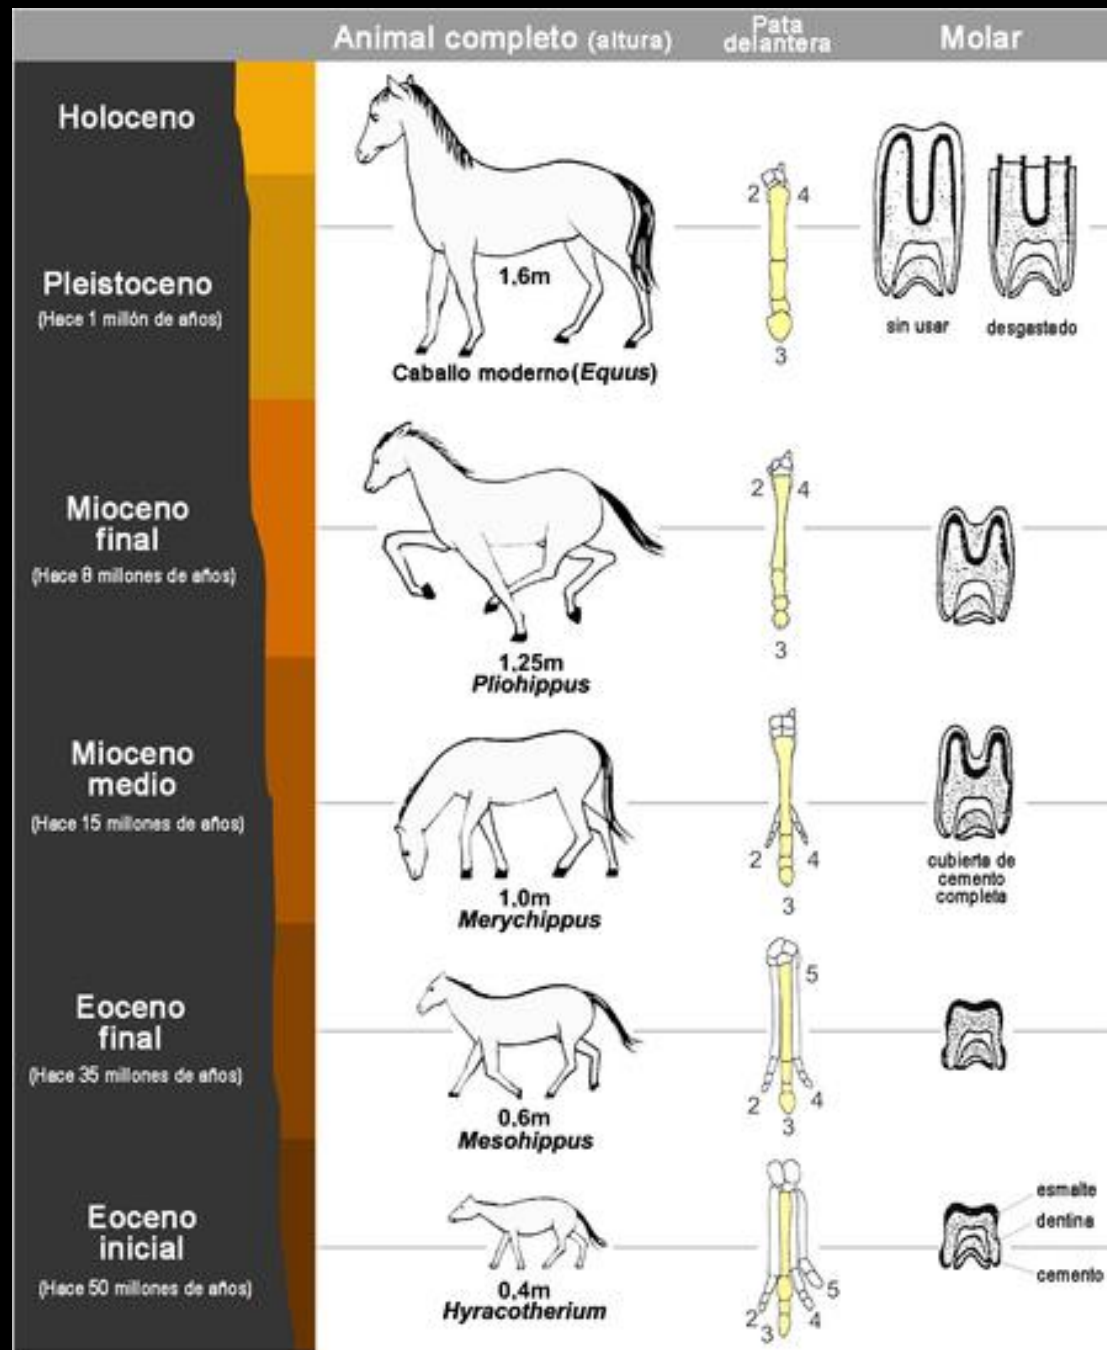 Animal completo (altura)
Pata
delantera
Molar
Holoceno
Pleistoceno
(Hace 1 millón de años)
1.6m
Caballo moderno (Equus)
2 4
3
sin usar
desgastado
Mioceno
final
(Hace 8 millones de años)
1.25m
Pliohippus
2 4
3
Mioceno
medio
(Hace 15 millones de años)
1.0m
Merychippus
2 4
3
cubierta de
cemento
completa
Eoceno
final
(Hace 35 millones de años)
0.6m
Mesohippus
5
2 4
3
Eoceno
inicial
(Hace 50 millones de años)
0.4m
Hyracotherium
5
2 4
3
esmalte
dentina
cemento